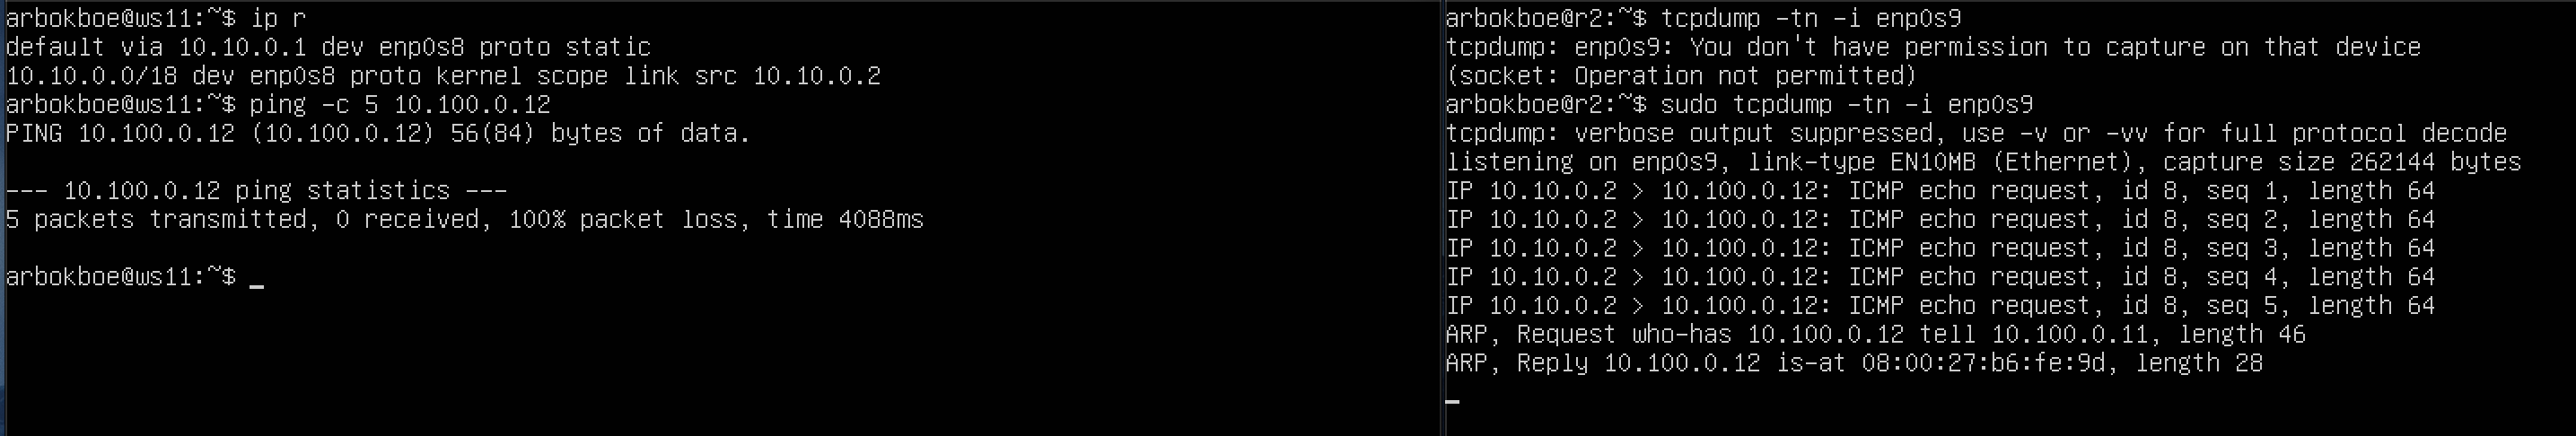 arbokboe@ws11:~$ ip r
default via 10.10.0.1 dev enp0s8 proto static
10.10.0.0/18 dev enp0s8 proto kernel scope link src 10.10.0.2
arbokboe@ws11:~$ ping -c 5 10.100.0.12
PING 10.100.0.12 (10.100.0.12) 56(84) bytes of data.
--- 10.100.0.12 ping statistics ---
5 packets transmitted, 0 received, 100% packet loss, time 4088ms
arbokboe@ws11:~$ _
arbokboe@r2:~$ tcpdump -tn -i enp0s9
tcpdump: enp0s9: You don't have permission to capture on that device
(socket: Operation not permitted)
arbokboe@r2:~$ sudo tcpdump -tn -i enp0s9
tcpdump: verbose output suppressed, use -v or -vv for full protocol decode
listening on enp0s9, link-type EN10MB (Ethernet), capture size 262144 bytes
IP 10.10.0.2 > 10.100.0.12: ICMP echo request, id 8, seq 1, length 64
IP 10.10.0.2 > 10.100.0.12: ICMP echo request, id 8, seq 2, length 64
IP 10.10.0.2 > 10.100.0.12: ICMP echo request, id 8, seq 3, length 64
IP 10.10.0.2 > 10.100.0.12: ICMP echo request, id 8, seq 4, length 64
IP 10.10.0.2 > 10.100.0.12: ICMP echo request, id 8, seq 5, length 64
ARP, Request who-has 10.100.0.12 tell 10.100.0.11, length 46
ARP, Reply 10.100.0.12 is-at 08:00:27:b6:fe:9d, length 28
_